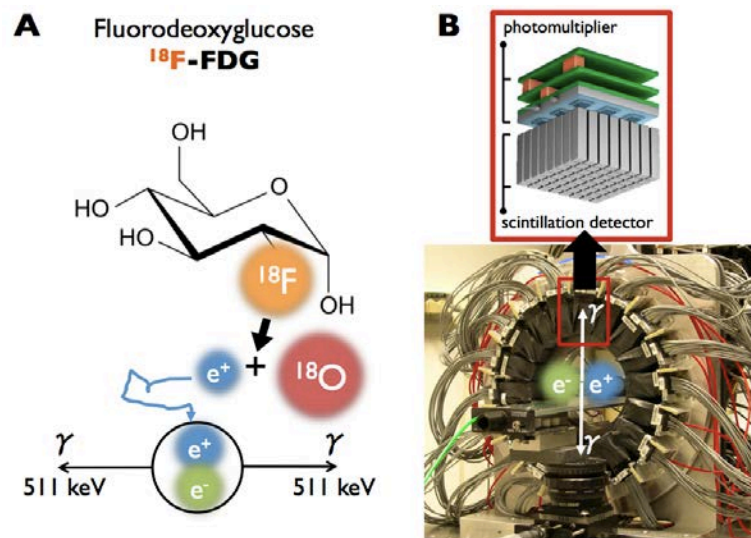 A
Fluorodeoxyglucose
18F-FDG
OH
HO
O
HO
18F
OH
e+
+
18O
γ
e+
γ
511 keV
e-
511 keV
B
photomultiplier
scintillation detector
γ
e-
e+
γ